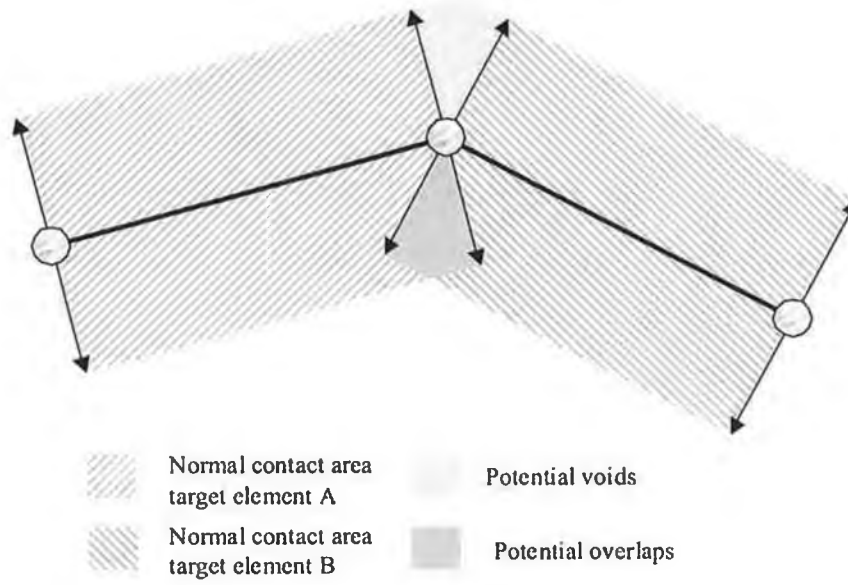 Normal contact area
target element A
Potential voids
Normal contact area
target element B
Potential overlaps